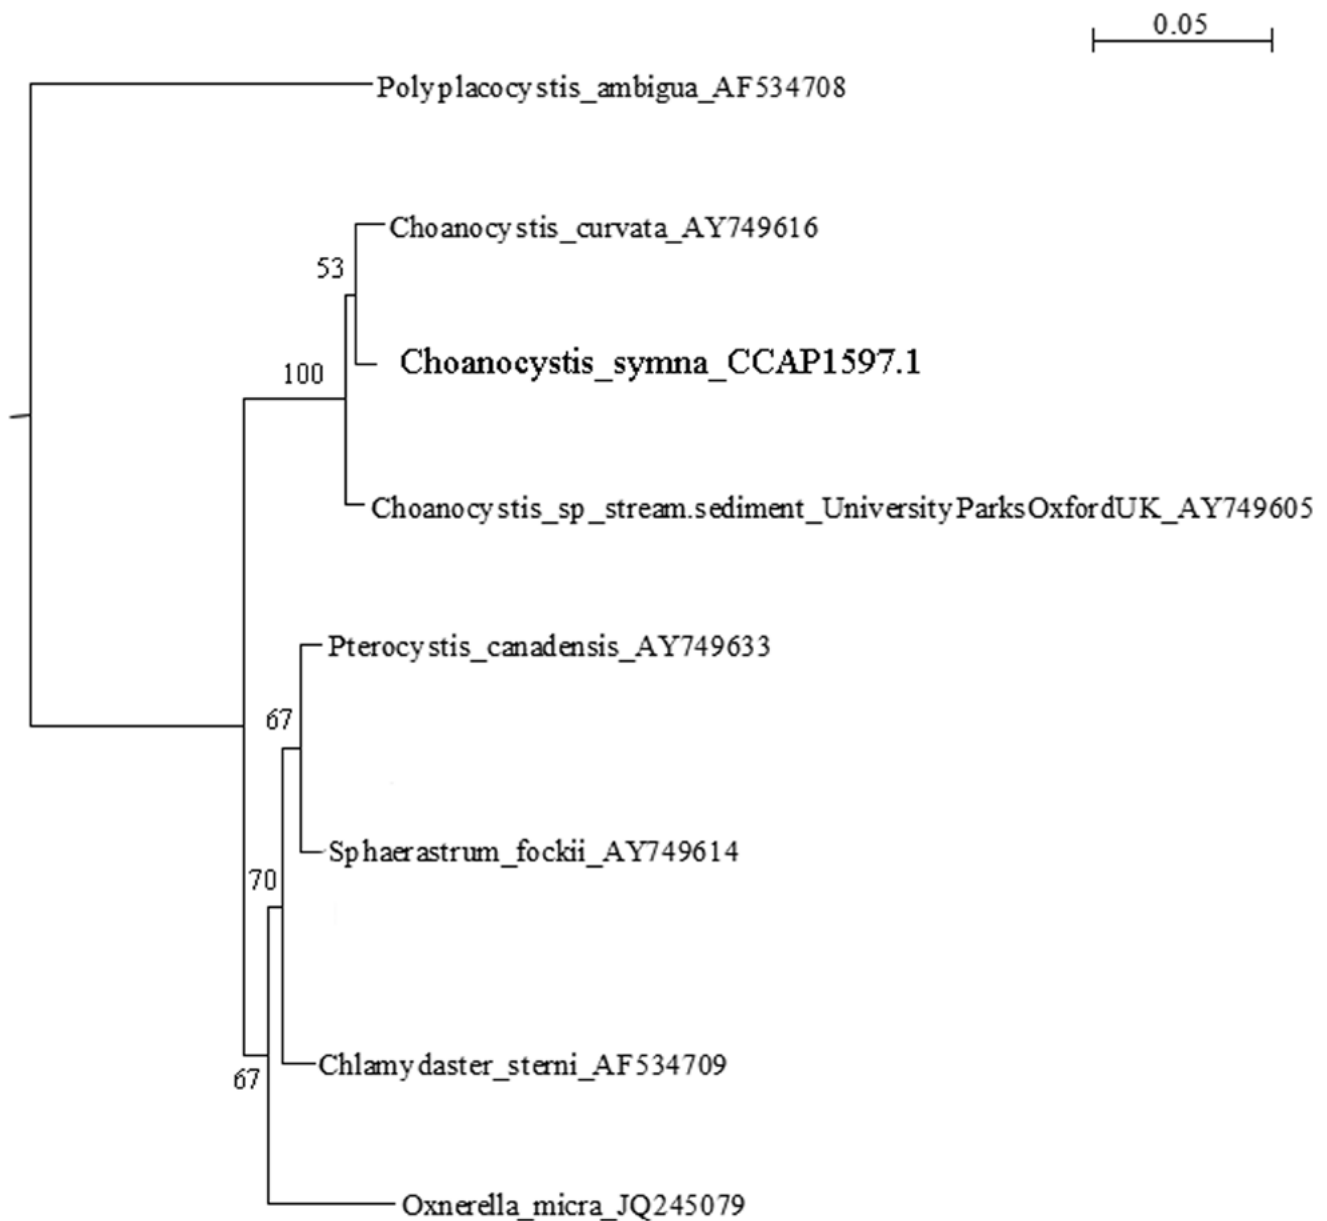 0.05
Polyplacocystis_ambigua_AF534708
Choanocystis_curvata_AY749616
53
Choanocystis_symna_CCAP1597.1
100
Choanocystis_sp_stream.sediment_UniversityParksOxfordUK_AY749605
Pterocystis_canadensis_AY749633
67
Sphaerastrum_fockii_AY749614
70
Chlamydaster_sterni_AF534709
67
Oxnerella_micra_JQ245079